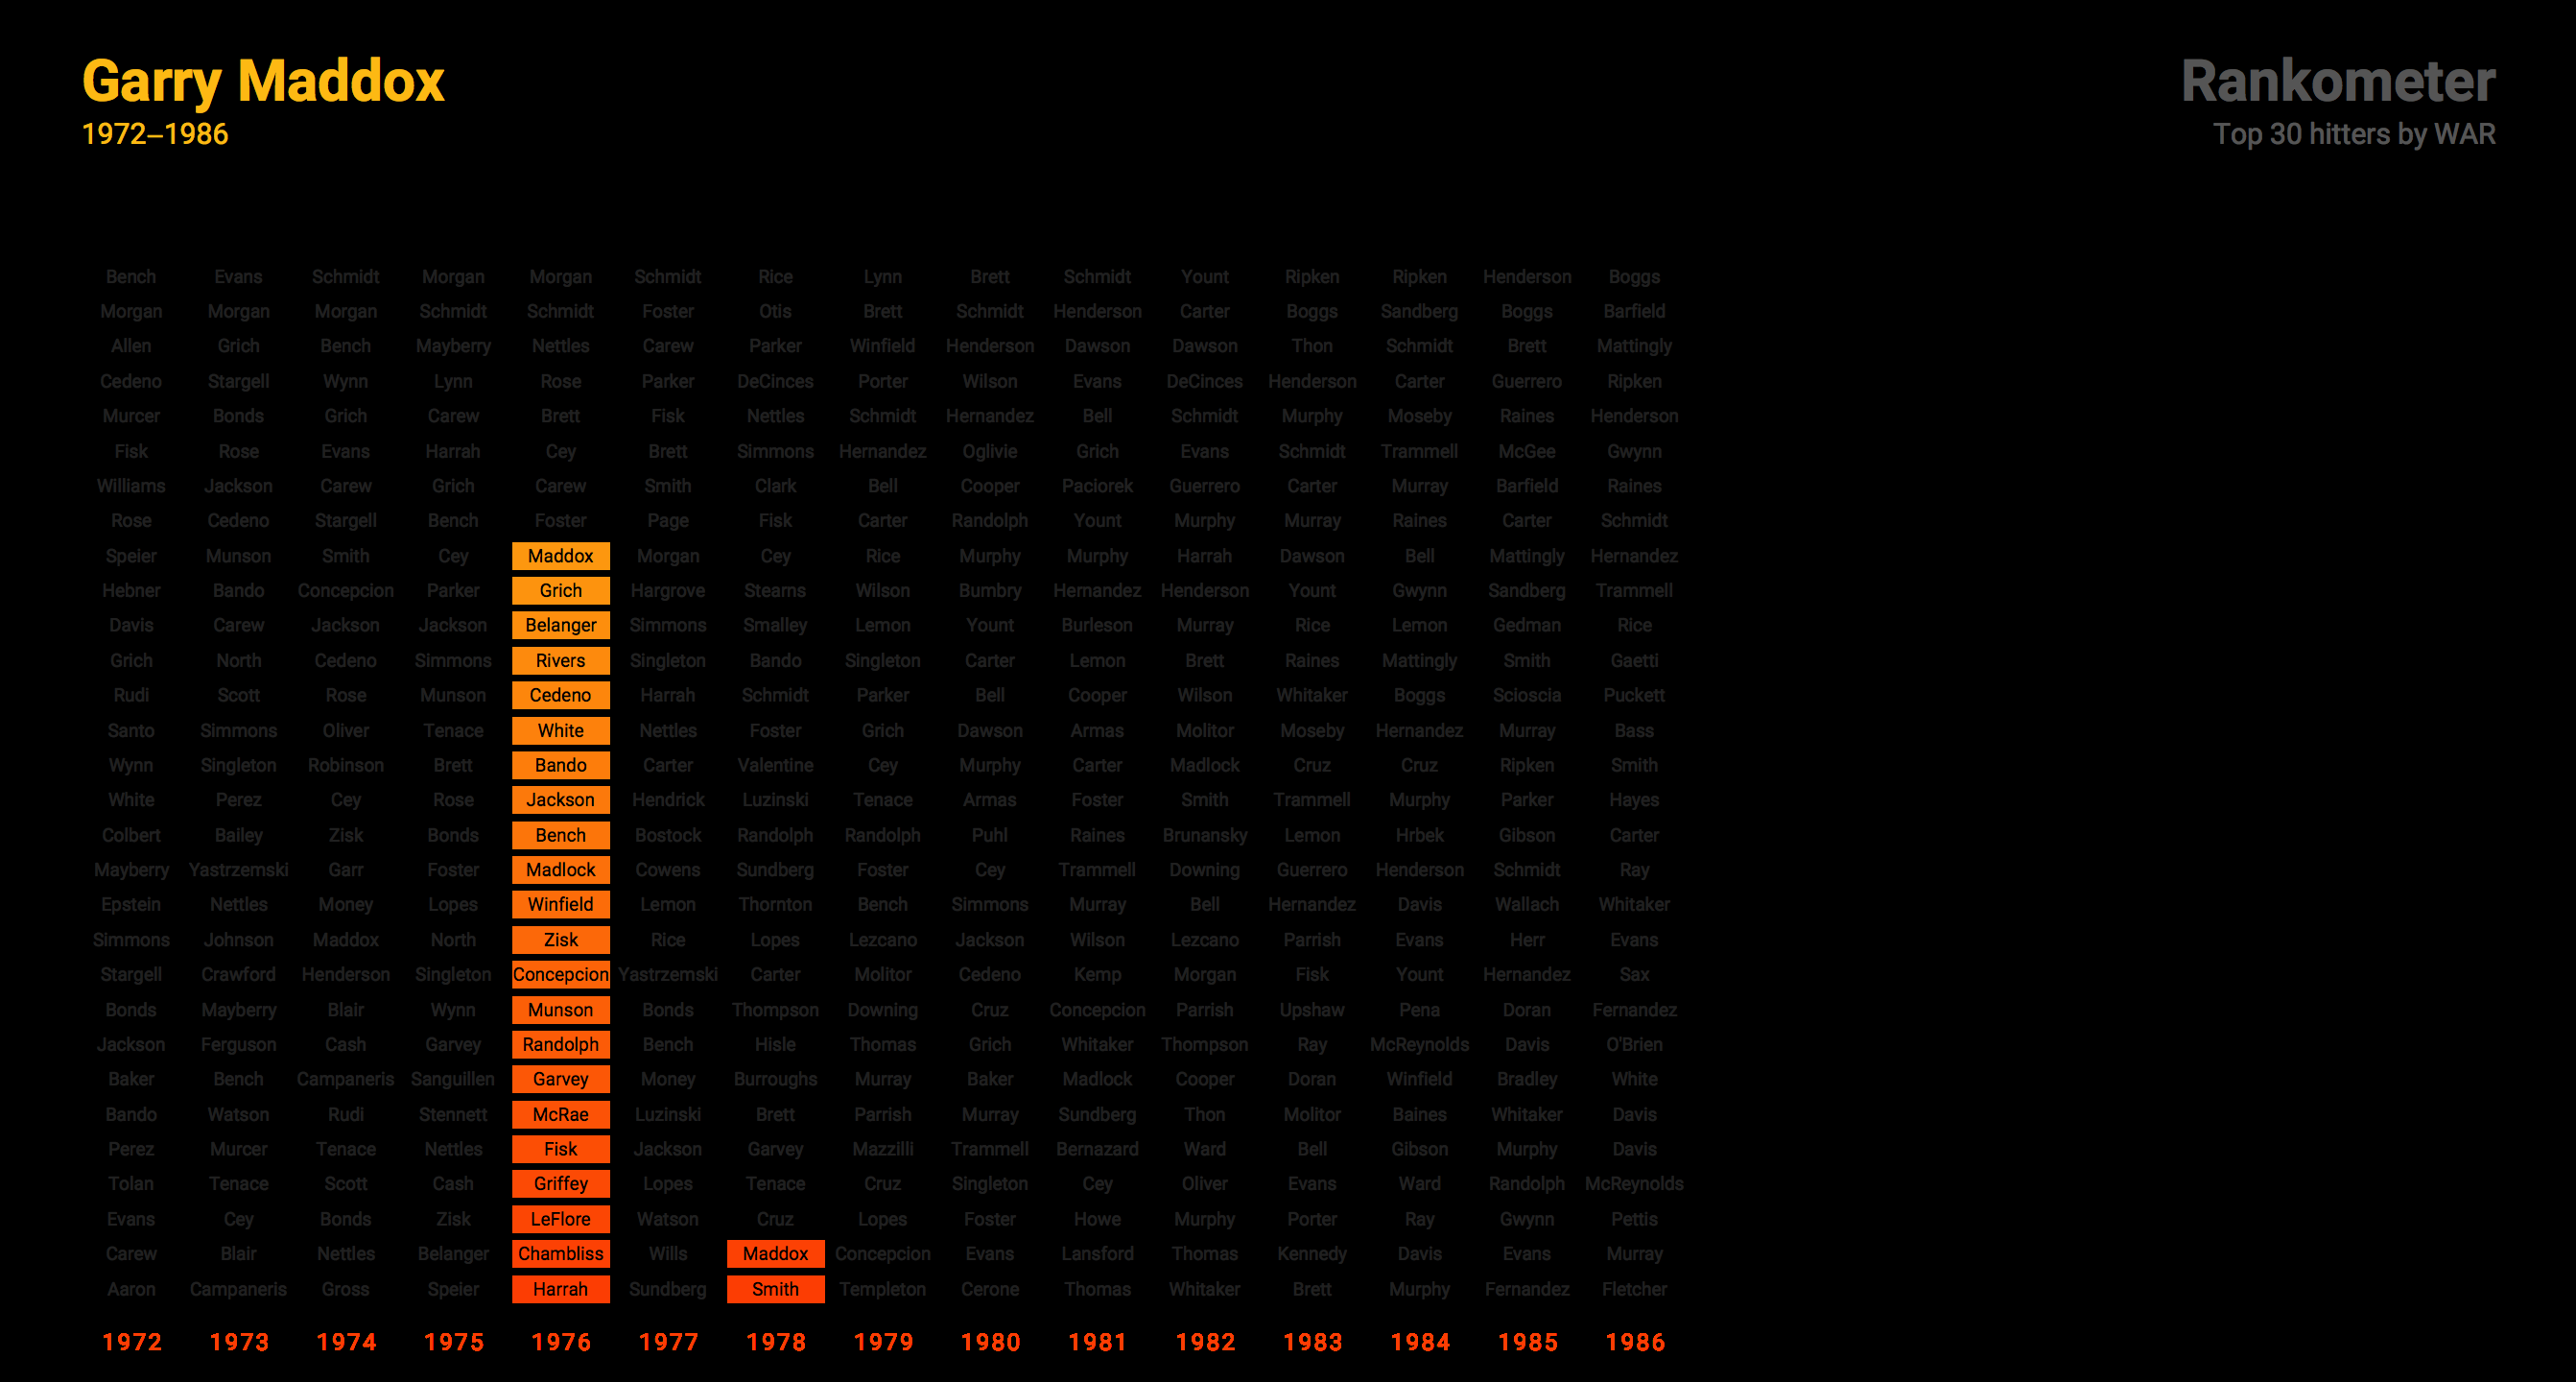 Garry Maddox
1972–1986
Rankometer
Top 30 hitters by WAR
Bench Evans Schmidt Morgan Morgan Schmidt Rice Lynn Brett Schmidt Yount Ripken Ripken Henderson Boggs
Morgan Morgan Morgan Schmidt Schmidt Foster Otis Brett Schmidt Henderson Carter Boggs Sandberg Boggs Barfield
Allen Grich Bench Mayberry Nettles Carew Parker Winfield Henderson Dawson Dawson Thon Schmidt Brett Mattingly
Cedeno Stargell Wynn Lynn Rose Parker DeCinces Porter Wilson Evans DeCinces Henderson Carter Guerrero Ripken
Murcer Bonds Grich Carew Brett Fisk Nettles Schmidt Hernandez Bell Schmidt Murphy Moseby Raines Henderson
Fisk Rose Evans Harrah Cey Brett Simmons Hernandez Oglivie Grich Evans Schmidt Trammell McGee Gwynn
Williams Jackson Carew Grich Carew Smith Clark Bell Cooper Paciorek Guerrero Carter Murray Barfield Raines
Rose Cedeno Stargell Bench Foster Page Fisk Carter Randolph Yount Murphy Murray Raines Carter Schmidt
Speier Munson Smith Cey Maddox Morgan Cey Rice Murphy Murphy Harrah Dawson Bell Mattingly Hernandez
Hebner Bando Concepcion Parker Grich Hargrove Stearns Wilson Bumbry Hernandez Henderson Yount Gwynn Sandberg Trammell
Davis Carew Jackson Jackson Belanger Simmons Smalley Lemon Yount Burleson Murray Rice Lemon Gedman Rice
Grich North Cedeno Simmons Rivers Singleton Bando Singleton Carter Lemon Brett Raines Mattingly Smith Gaetti
Rudi Scott Rose Munson Cedeno Harrah Schmidt Parker Bell Cooper Wilson Whitaker Boggs Scioscia Puckett
Santo Simmons Oliver Tenace White Nettles Foster Grich Dawson Armas Molitor Moseby Hernandez Murray Bass
Wynn Singleton Robinson Brett Bando Carter Valentine Cey Murphy Carter Madlock Cruz Cruz Ripken Smith
White Perez Cey Rose Jackson Hendrick Luzinski Tenace Armas Foster Smith Trammell Murphy Parker Hayes
Colbert Bailey Zisk Bonds Bench Bostock Randolph Randolph Puhl Raines Brunansky Lemon Hrbek Gibson Carter
Mayberry Yastrzemski Garr Foster Madlock Cowens Sundberg Foster Cey Trammell Downing Guerrero Henderson Schmidt Ray
Epstein Nettles Money Lopes Winfield Lemon Thornton Bench Simmons Murray Bell Hernandez Davis Wallach Whitaker
Simmons Johnson Maddox North Zisk Rice Lopes Lezcano Jackson Wilson Lezcano Parrish Evans Herr Evans
Stargell Crawford Henderson Singleton Concepcion Yastrzemski Carter Molitor Cedeno Kemp Morgan Fisk Yount Hernandez Sax
Bonds Mayberry Blair Wynn Munson Bonds Thompson Downing Cruz Concepcion Parrish Upshaw Pena Doran Fernandez
Jackson Ferguson Cash Garvey Randolph Bench Hisle Thomas Grich Whitaker Thompson Ray McReynolds Davis O'Brien
Baker Bench Campaneris Sanguillen Garvey Money Burroughs Murray Baker Madlock Cooper Doran Winfield Bradley White
Bando Watson Rudi Stennett McRae Luzinski Brett Parrish Murray Sundberg Thon Molitor Baines Whitaker Davis
Perez Murcer Tenace Nettles Fisk Jackson Garvey Mazzilli Trammell Bernazard Ward Bell Gibson Murphy Davis
Tolan Tenace Scott Cash Griffey Lopes Tenace Cruz Singleton Cey Oliver Evans Ward Randolph McReynolds
Evans Cey Bonds Zisk LeFlore Watson Cruz Lopes Foster Howe Murphy Porter Ray Gwynn Pettis
Carew Blair Nettles Belanger Chambliss Wills Maddox Concepcion Evans Lansford Thomas Kennedy Davis Evans Murray
Aaron Campaneris Gross Speier Harrah Sundberg Smith Templeton Cerone Thomas Whitaker Brett Murphy Fernandez Fletcher
1972 1973 1974 1975 1976 1977 1978 1979 1980 1981 1982 1983 1984 1985 1986